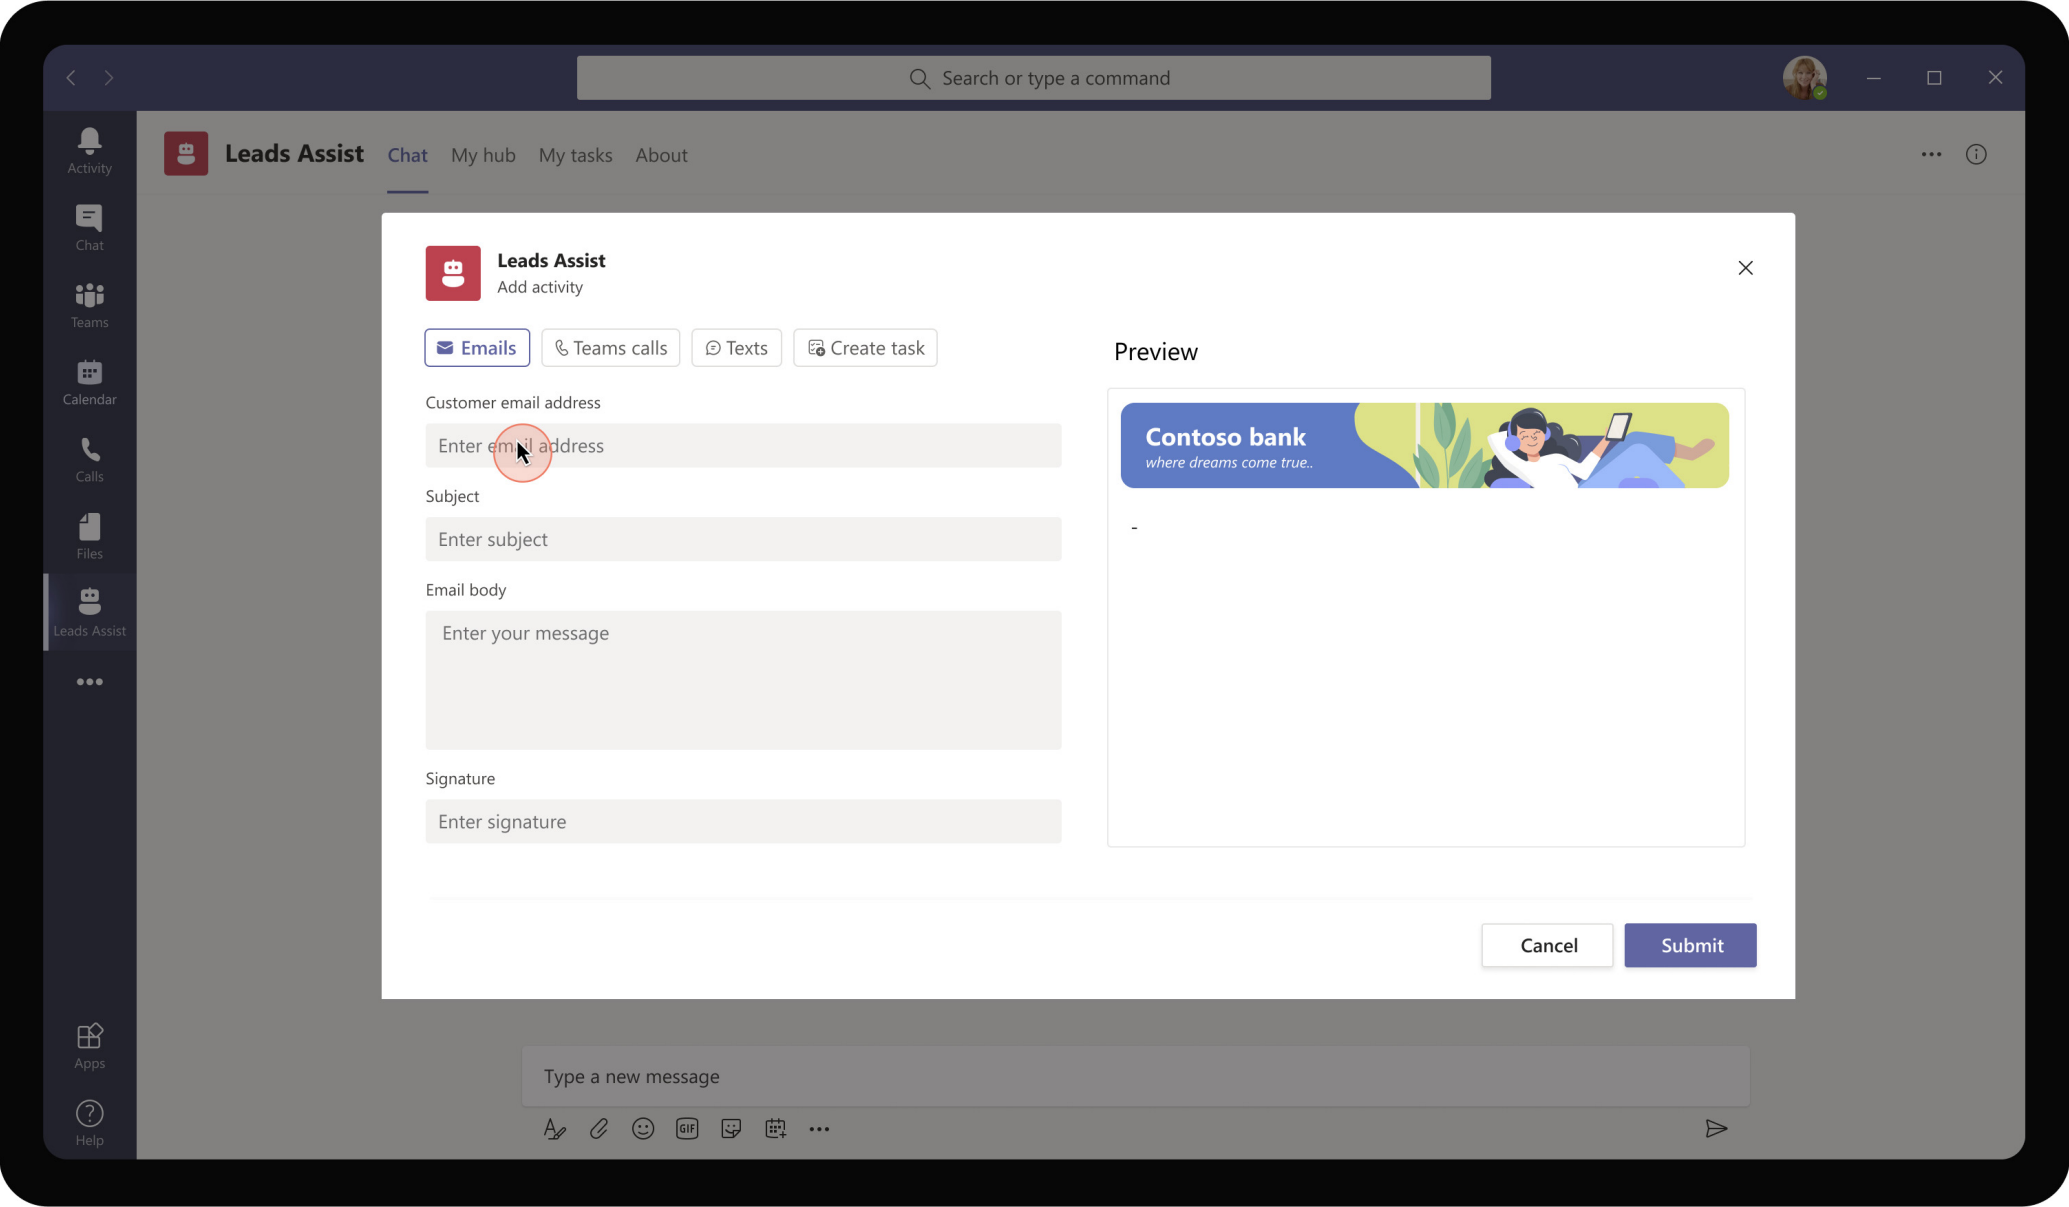 Search or type a command
Activity
Chat
Teams
Calendar
Calls
Files
Leads Assist
Apps
Help
Leads Assist Chat My hub My tasks About
Leads Assist
Add activity
Emails Teams calls Texts Create task
Customer email address
Enter email address
Subject
Enter subject
Email body
Enter your message
Signature
Enter signature
Preview
Contoso bank
where dreams come true..
-
Cancel Submit
Type a new message
GIF